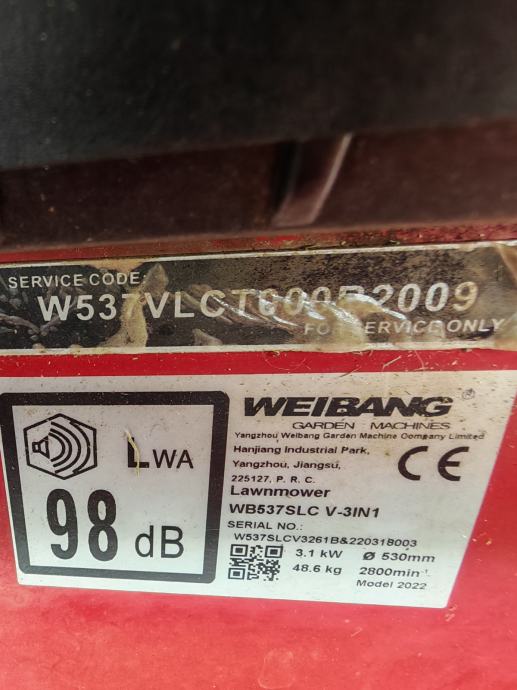 SERVICE CODE:
W537VLCT000B2009
FOR SERVICE ONLY
WEIBANG®
GARDEN MACHINES
Yangzhou Weibang Garden Machine Company Limited
Hanjiang Industrial Park,
Yangzhou, Jiangsu,
225127, P. R. C.
CE
Lawnmower
WB537SLC V-3IN1
SERIAL NO.:
W537SLCV3261B&220318003
3.1 kW ø 530mm
48.6 kg 2800min⁻¹
Model 2022
LWA
98 dB